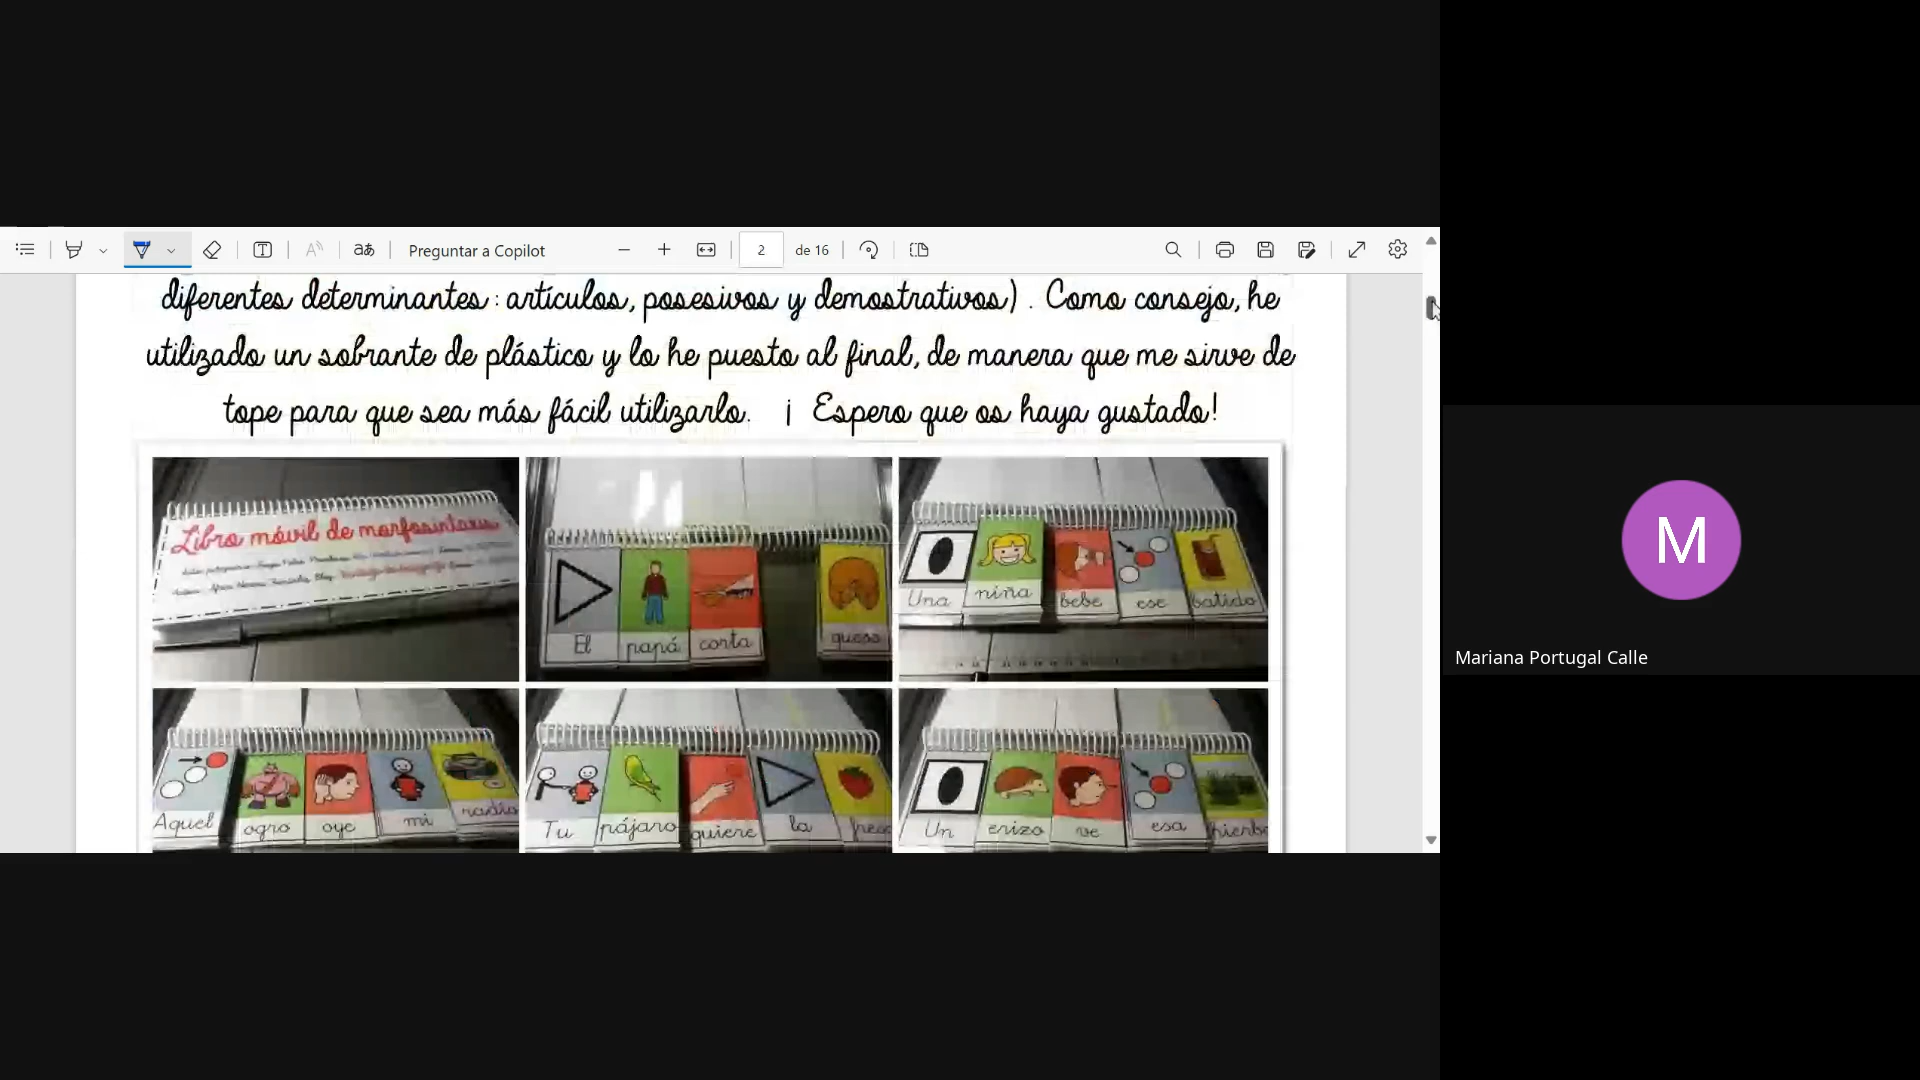 Preguntar a Copilot
2
de 16
diferentes determinantes : artículos, posesivos y demostrativos) . Como consejo, he
utilizado un sobrante de plástico y lo he puesto al final, de manera que me sirve de
tope para que sea más fácil utilizarlo. ¡ Espero que os haya gustado!
Libro móvil de morfosintaxis
El papá corta queso
Una niña bebe ese batido
Aquel ogro oye mi radio
Tu pájaro quiere la
Un erizo ve esa hierba
M
Mariana Portugal Calle